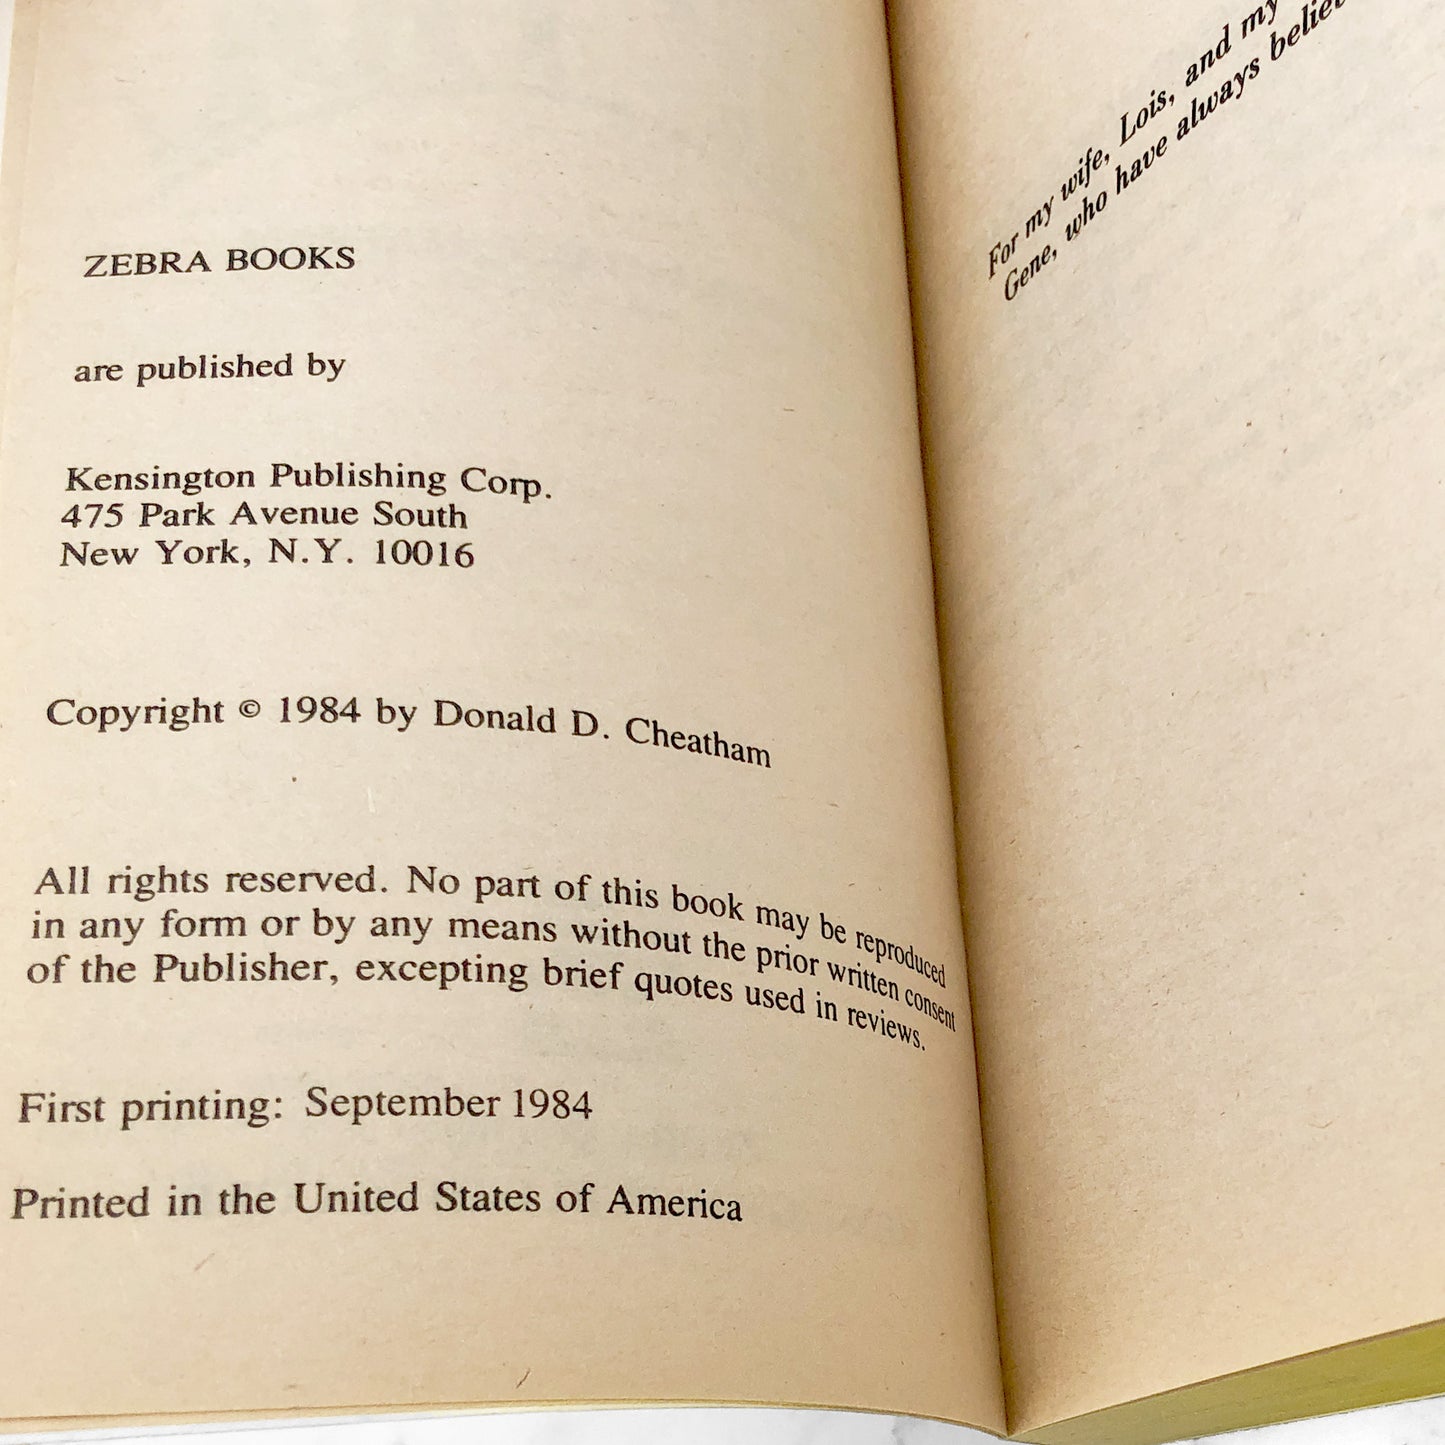 ZEBRA BOOKS
are published by
Kensington Publishing Corp.
475 Park Avenue South
New York, N.Y. 10016
Copyright © 1984 by Donald D. Cheatham
All rights reserved. No part of this book may be reproduced
in any form or by any means without the prior written consent
of the Publisher, excepting brief quotes used in reviews.
First printing: September 1984
Printed in the United States of America
For my wife, Lois, and my
Gene, who have always